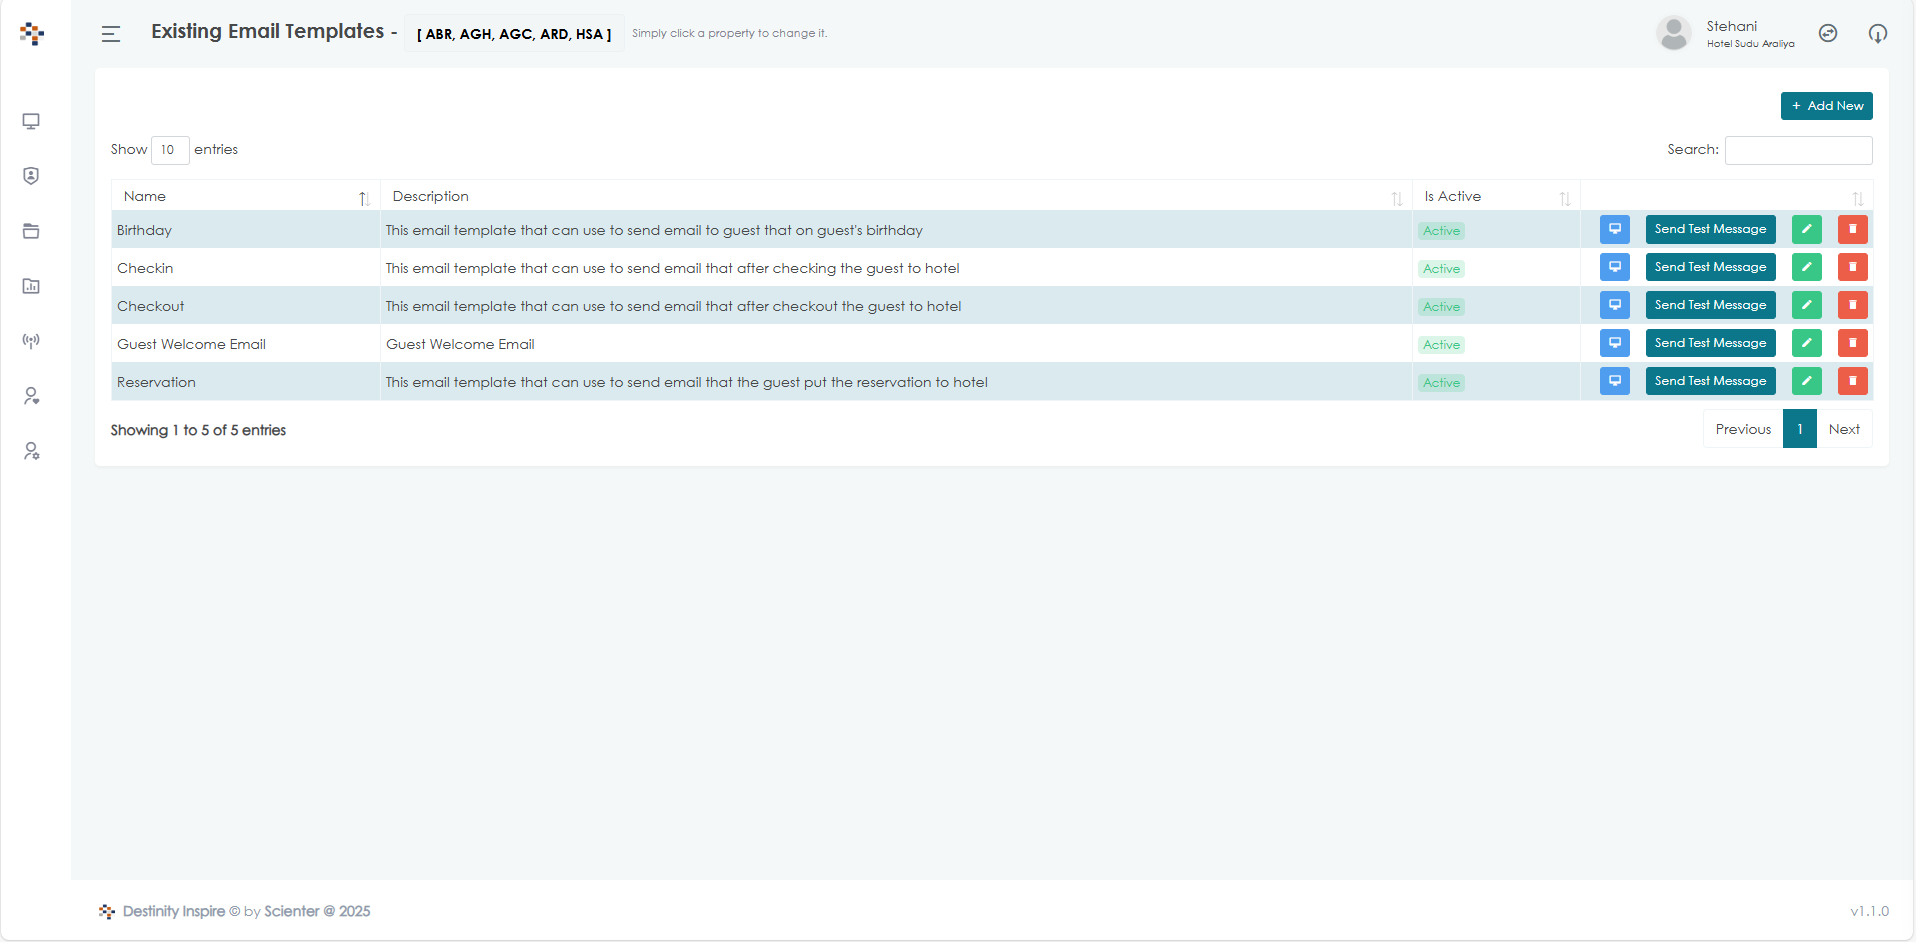 Existing Email Templates - [ ABR, AGH, AGC, ARD, HSA ] Simply click a property to change it.
Stehani
Hotel Sudu Araliya
+ Add New
Show 10 entries
Search:
Name Description Is Active
Birthday This email template that can use to send email to guest that on guest's birthday Active Send Test Message
Checkin This email template that can use to send email that after checking the guest to hotel Active Send Test Message
Checkout This email template that can use to send email that after checkout the guest to hotel Active Send Test Message
Guest Welcome Email Guest Welcome Email Active Send Test Message
Reservation This email template that can use to send email that the guest put the reservation to hotel Active Send Test Message
Showing 1 to 5 of 5 entries
Previous 1 Next
Destinity Inspire © by Scienter @ 2025
v1.1.0